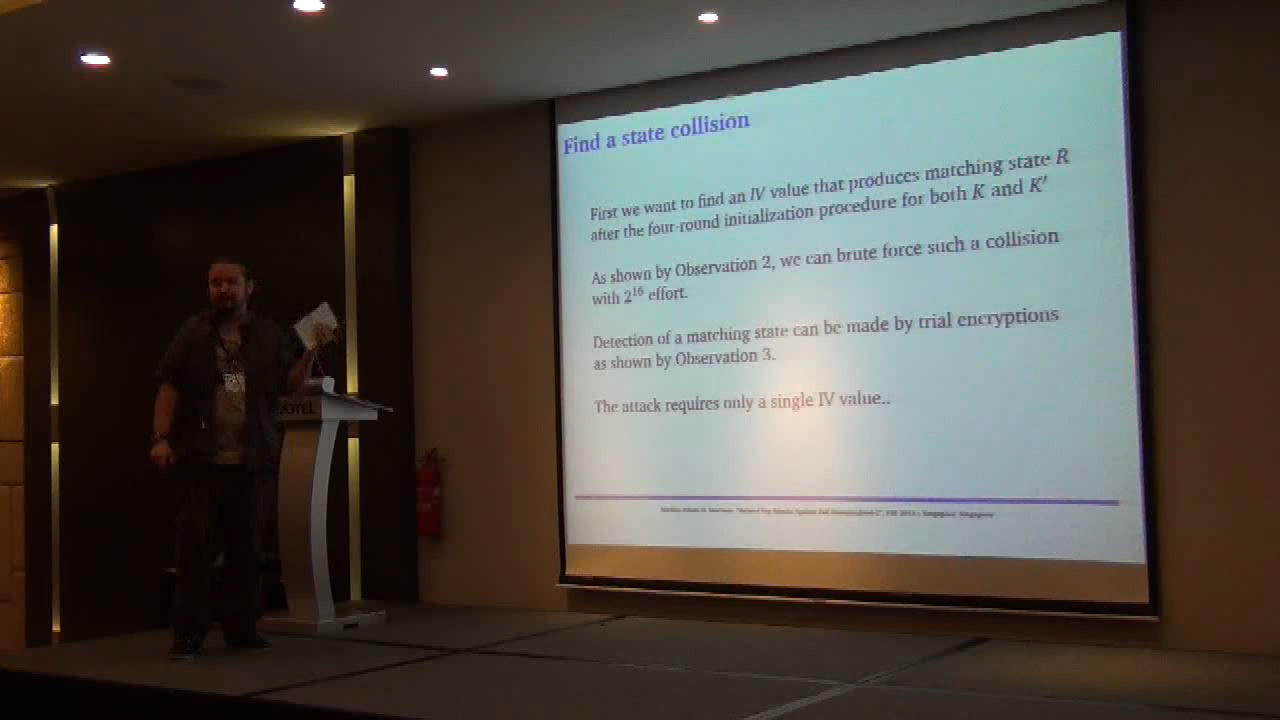 Find a state collision
First we want to find an IV value that produces matching state R
after the four-round initialization procedure for both K and K′
As shown by Observation 2, we can brute force such a collision
with 2¹⁶ effort.
Detection of a matching state can be made by trial encryptions
as shown by Observation 3.
The attack requires only a single IV value..